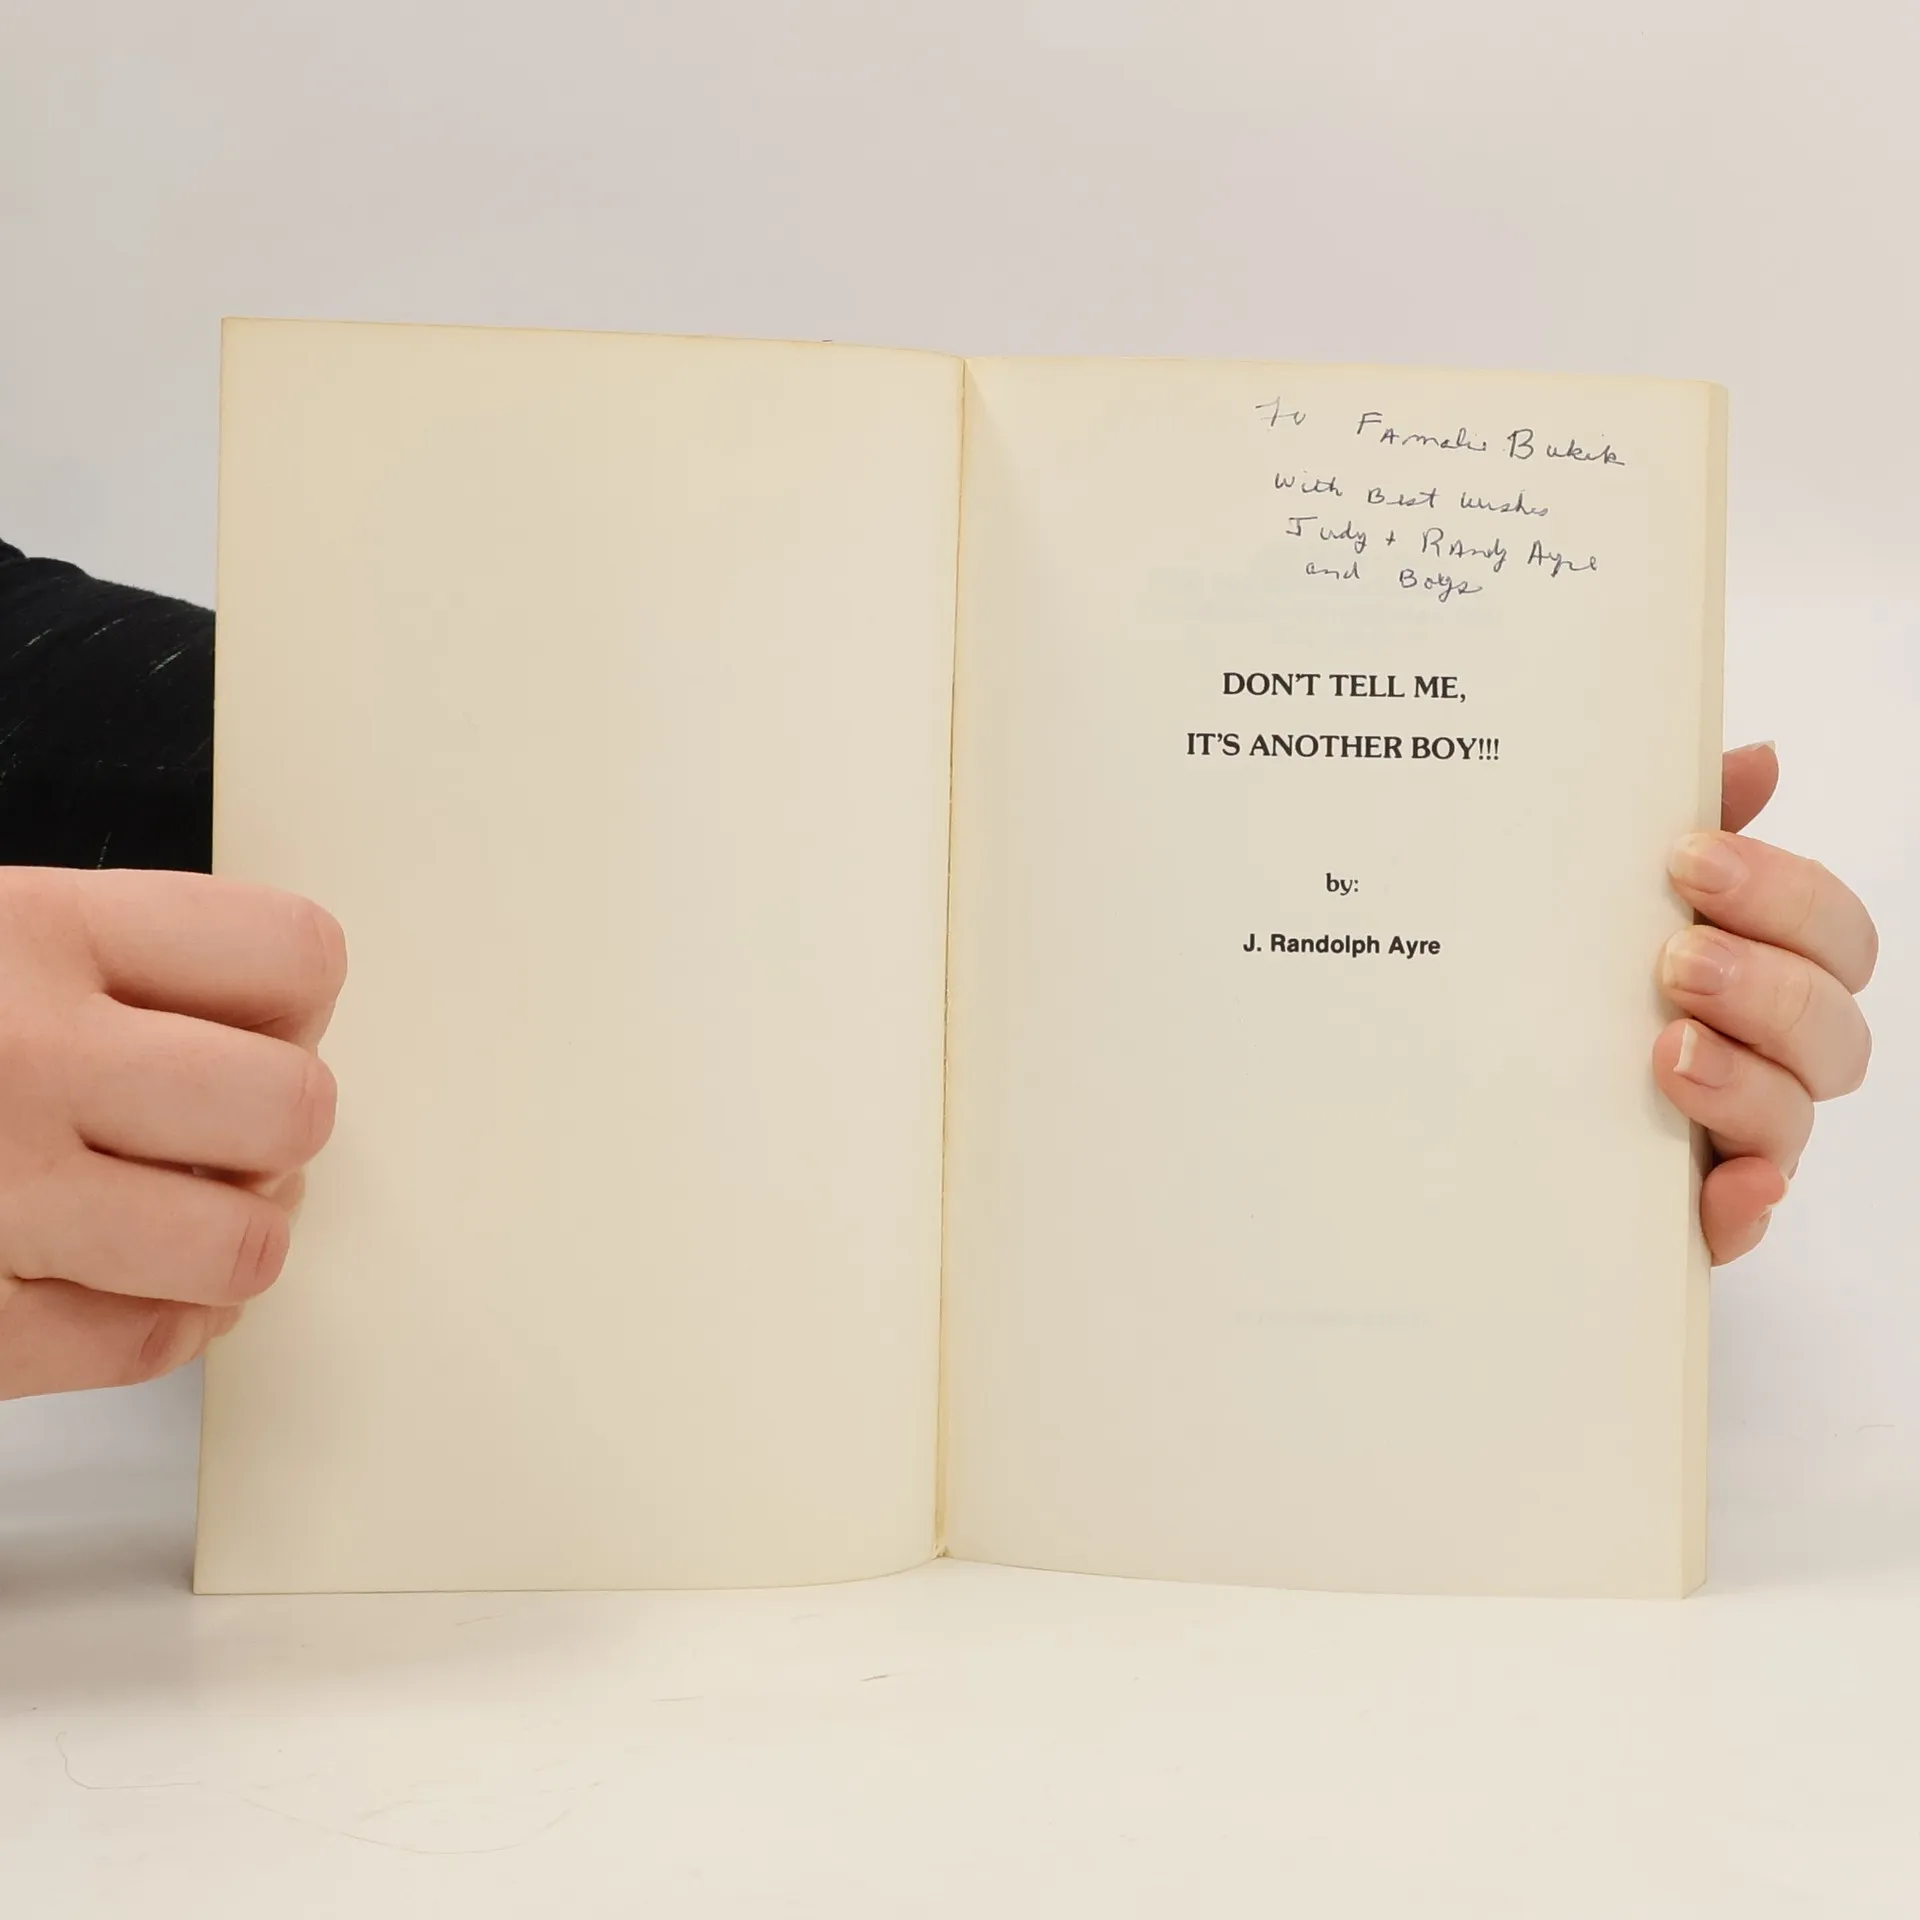 To Famalie Bukik
With Best wishes
Judy + RAndy Ayre
and Boys
DON'T TELL ME,
IT'S ANOTHER BOY!!!
by:
J. Randolph Ayre